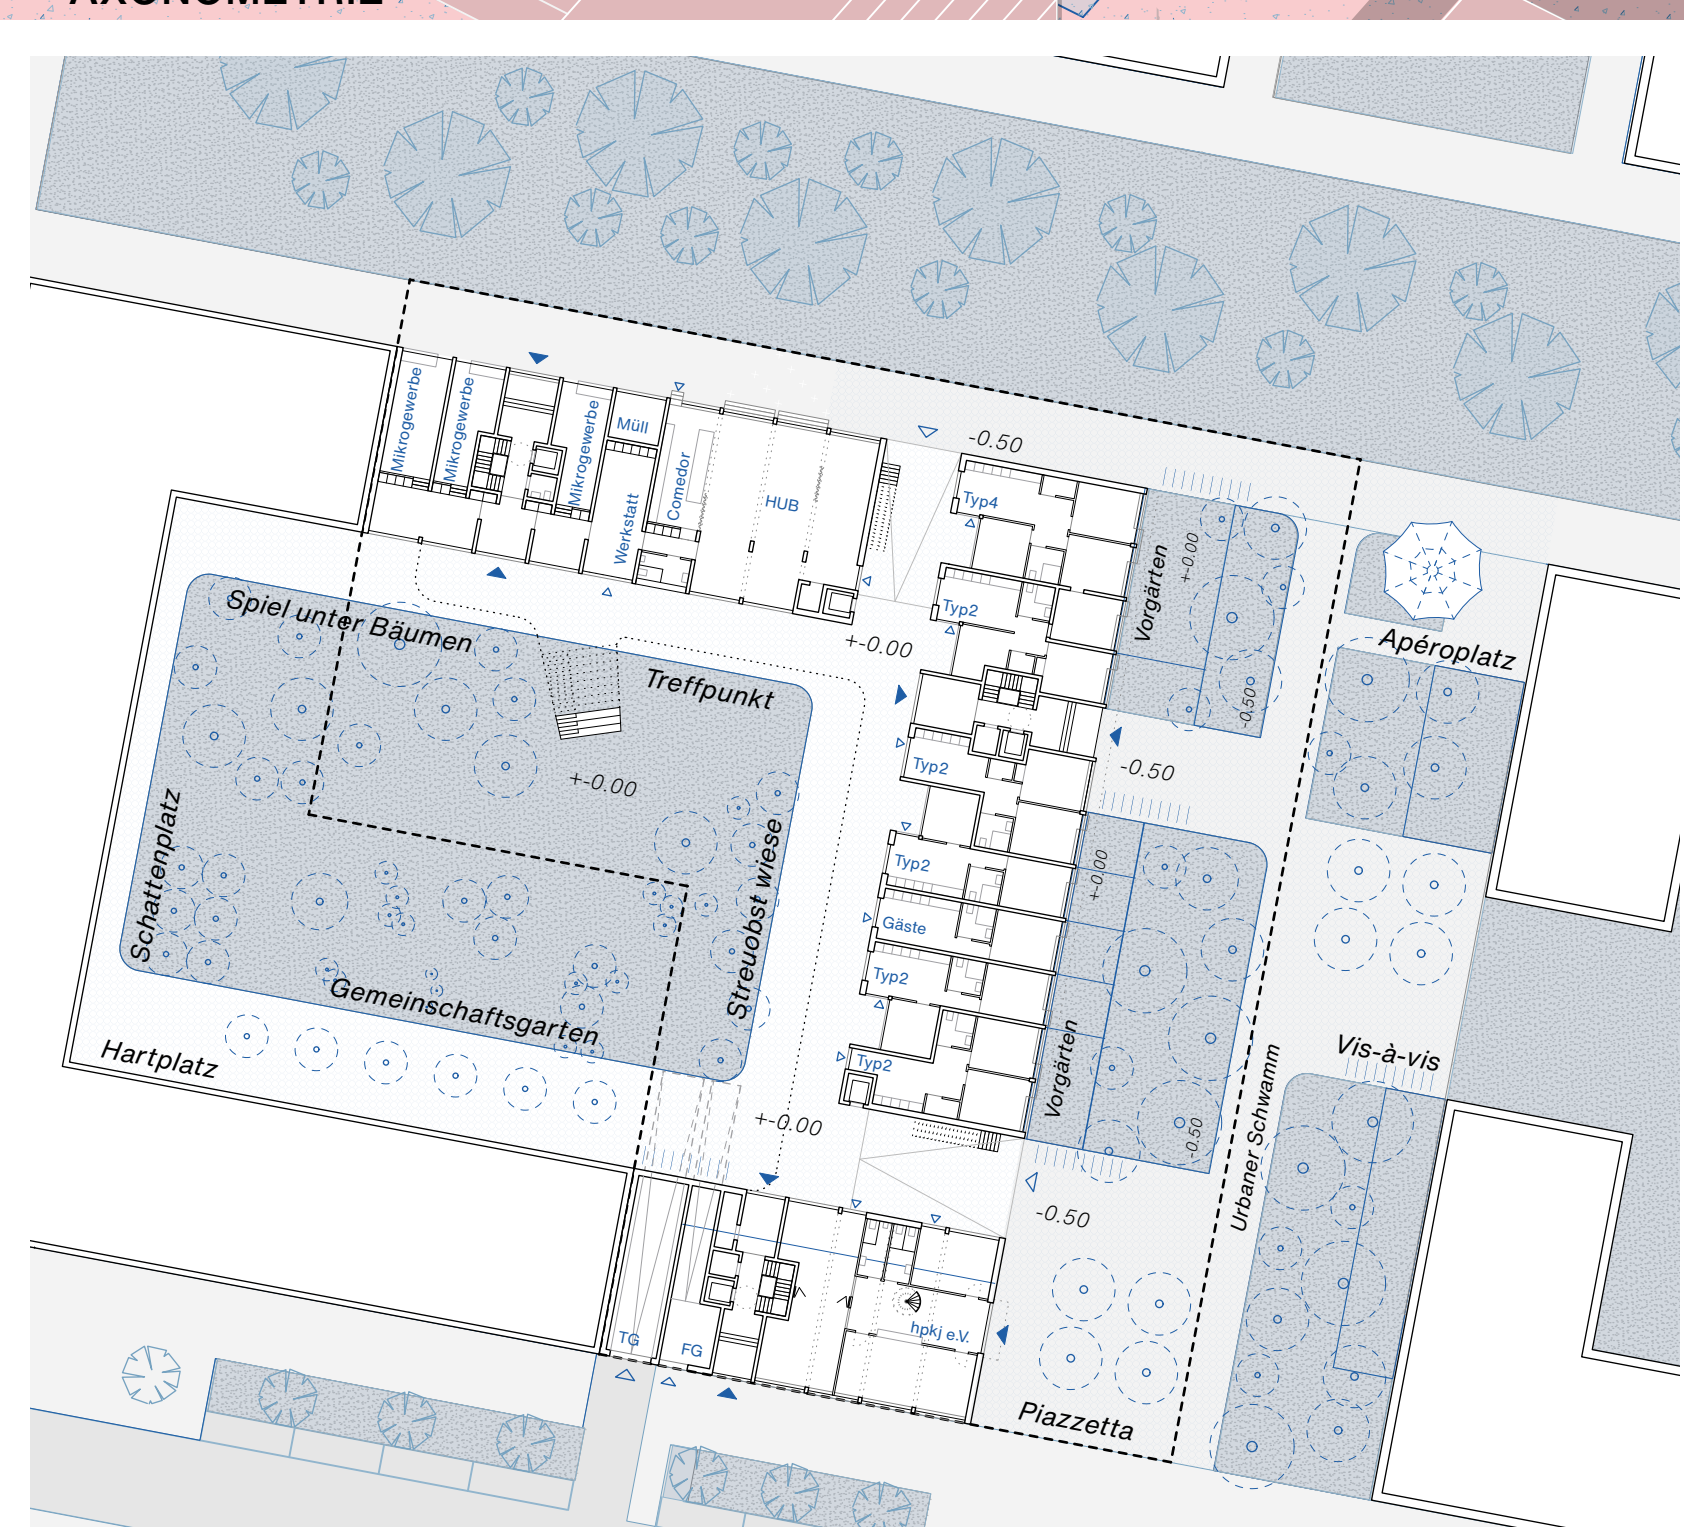 AXONOMETRIE
Mikrogewerbe
Mikrogewerbe
Mikrogewerbe
Müll
Werkstatt
Comedor
HUB
-0.50
Typ4
Typ2
+-0.00
Vorgärten
+-0.00
-0.50
Apéroplatz
Spiel unter Bäumen
Treffpunkt
+-0.00
Typ2
-0.50
Schattenplatz
Streuobst wiese
Typ2
Gäste
Typ2
Typ2
+-0.00
Vorgärten
-0.50
Gemeinschaftsgarten
Hartplatz
+-0.00
Urbaner Schwamm
Vis-à-vis
-0.50
TG
FG
hpkj e.V.
Piazzetta